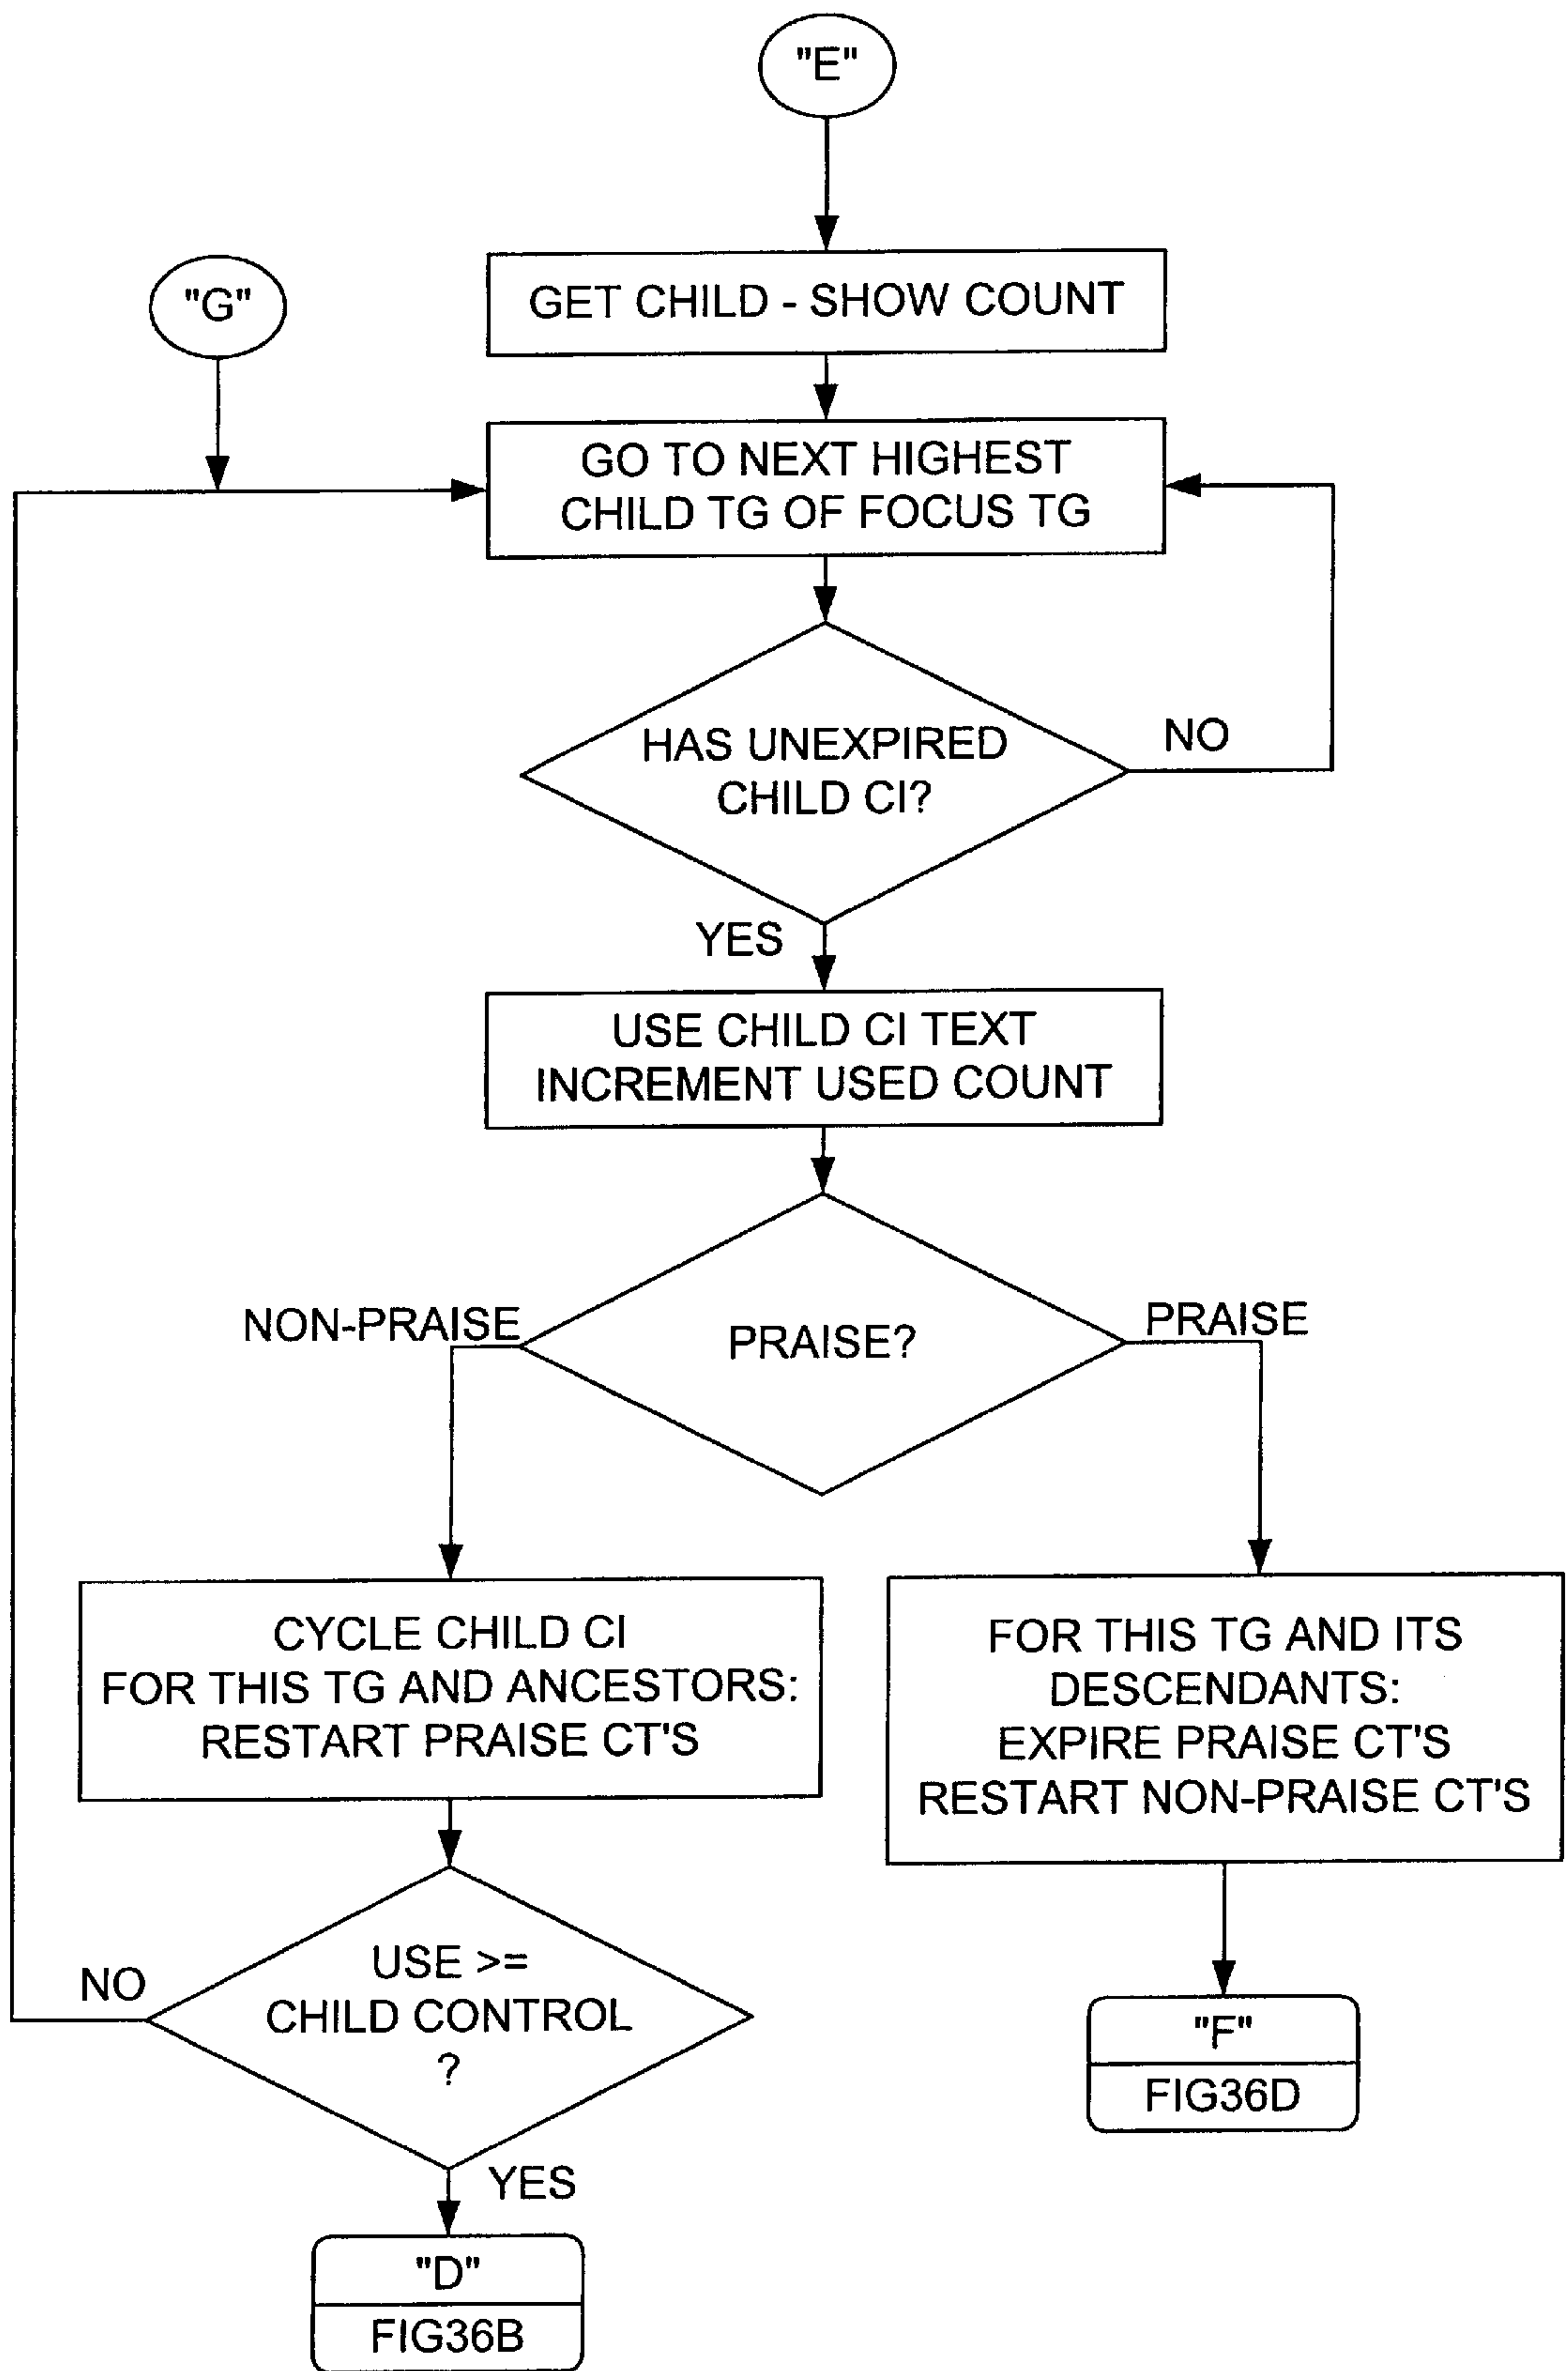 "E"
"G"
GET CHILD - SHOW COUNT
GO TO NEXT HIGHEST
CHILD TG OF FOCUS TG
HAS UNEXPIRED
CHILD CI?
NO
YES
USE CHILD CI TEXT
INCREMENT USED COUNT
NON-PRAISE
PRAISE?
PRAISE
CYCLE CHILD CI
FOR THIS TG AND ANCESTORS:
RESTART PRAISE CT'S
FOR THIS TG AND ITS
DESCENDANTS:
EXPIRE PRAISE CT'S
RESTART NON-PRAISE CT'S
NO
USE >=
CHILD CONTROL
?
YES
"F"
FIG36D
"D"
FIG36B